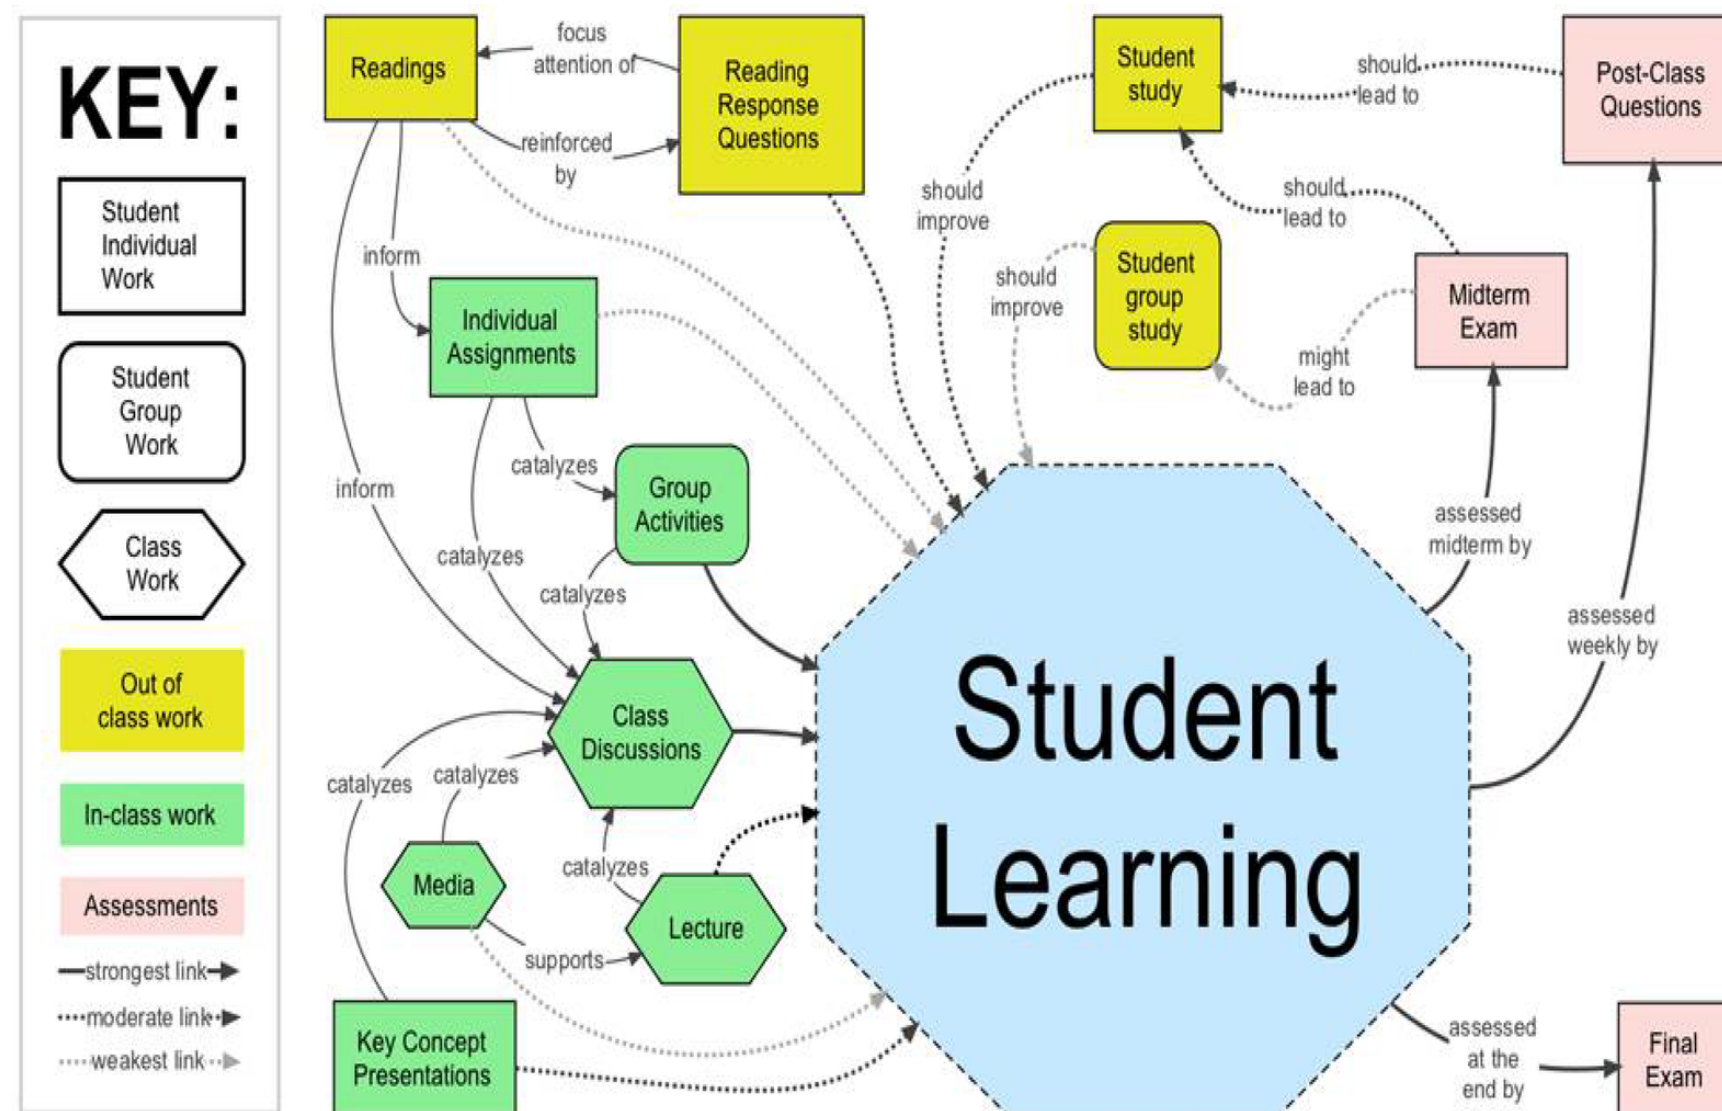 KEY:
Student
Individual
Work
Student
Group
Work
Class
Work
Out of
class work
In-class work
Assessments
strongest link
moderate link
weakest link
Readings
focus
attention of
Reading
Response
Questions
reinforced
by
inform
Individual
Assignments
inform
catalyzes
catalyzes
Group
Activities
catalyzes
Class
Discussions
catalyzes
catalyzes
Media
catalyzes
Lecture
supports
Key Concept
Presentations
Student
study
should
lead to
Post-Class
Questions
should
improve
should
lead to
Student
group
study
should
improve
Midterm
Exam
might
lead to
assessed
midterm by
assessed
weekly by
Student
Learning
assessed
at the
end by
Final
Exam